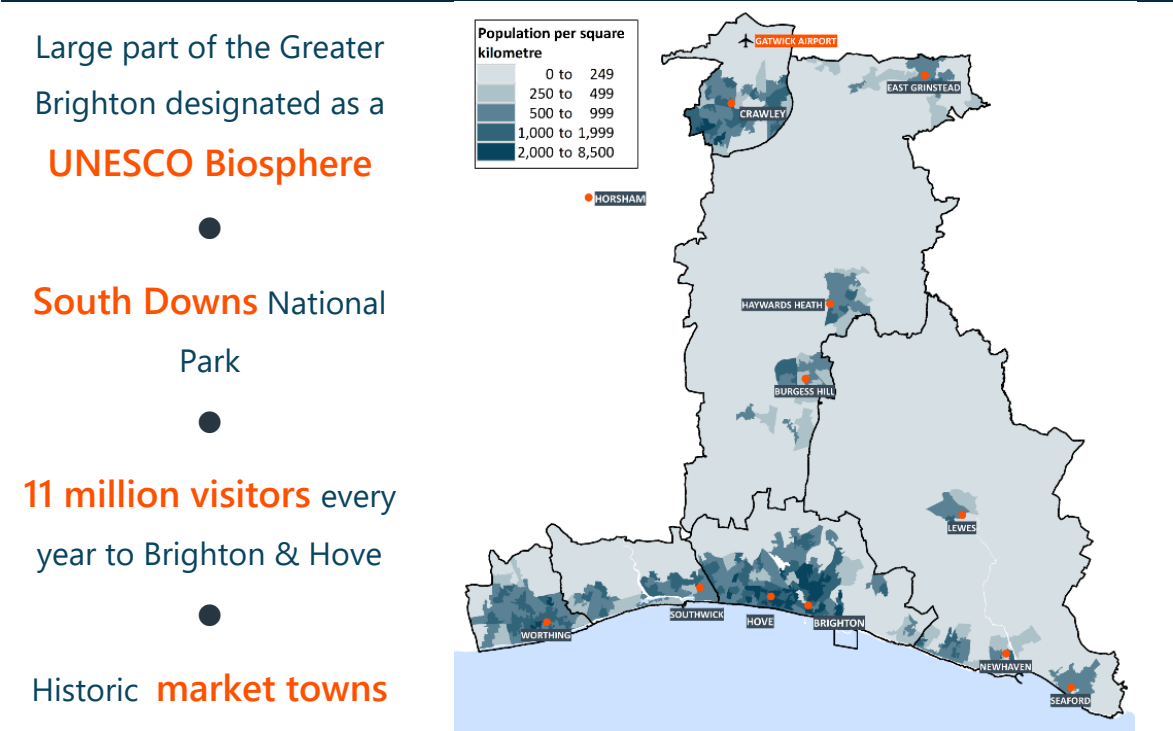 Large part of the Greater
Brighton designated as a
UNESCO Biosphere
South Downs National
Park
11 million visitors every
year to Brighton & Hove
Historic market towns
Population per square
kilometre
0 to 249
250 to 499
500 to 999
1,000 to 1,999
2,000 to 8,500
GATWICK AIRPORT
EAST GRINSTEAD
CRAWLEY
HORSHAM
HAYWARDS HEATH
BURGESS HILL
LEWES
SOUTHWICK
HOVE
BRIGHTON
WORTHING
NEWHAVEN
SEAFORD